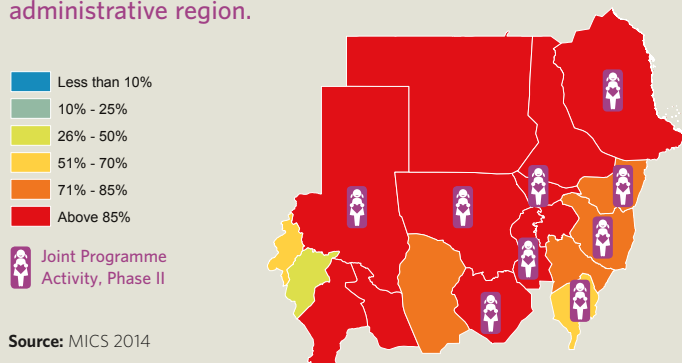 administrative region.
Less than 10%
10% - 25%
26% - 50%
51% - 70%
71% - 85%
Above 85%
Joint Programme
Activity, Phase II
Source: MICS 2014